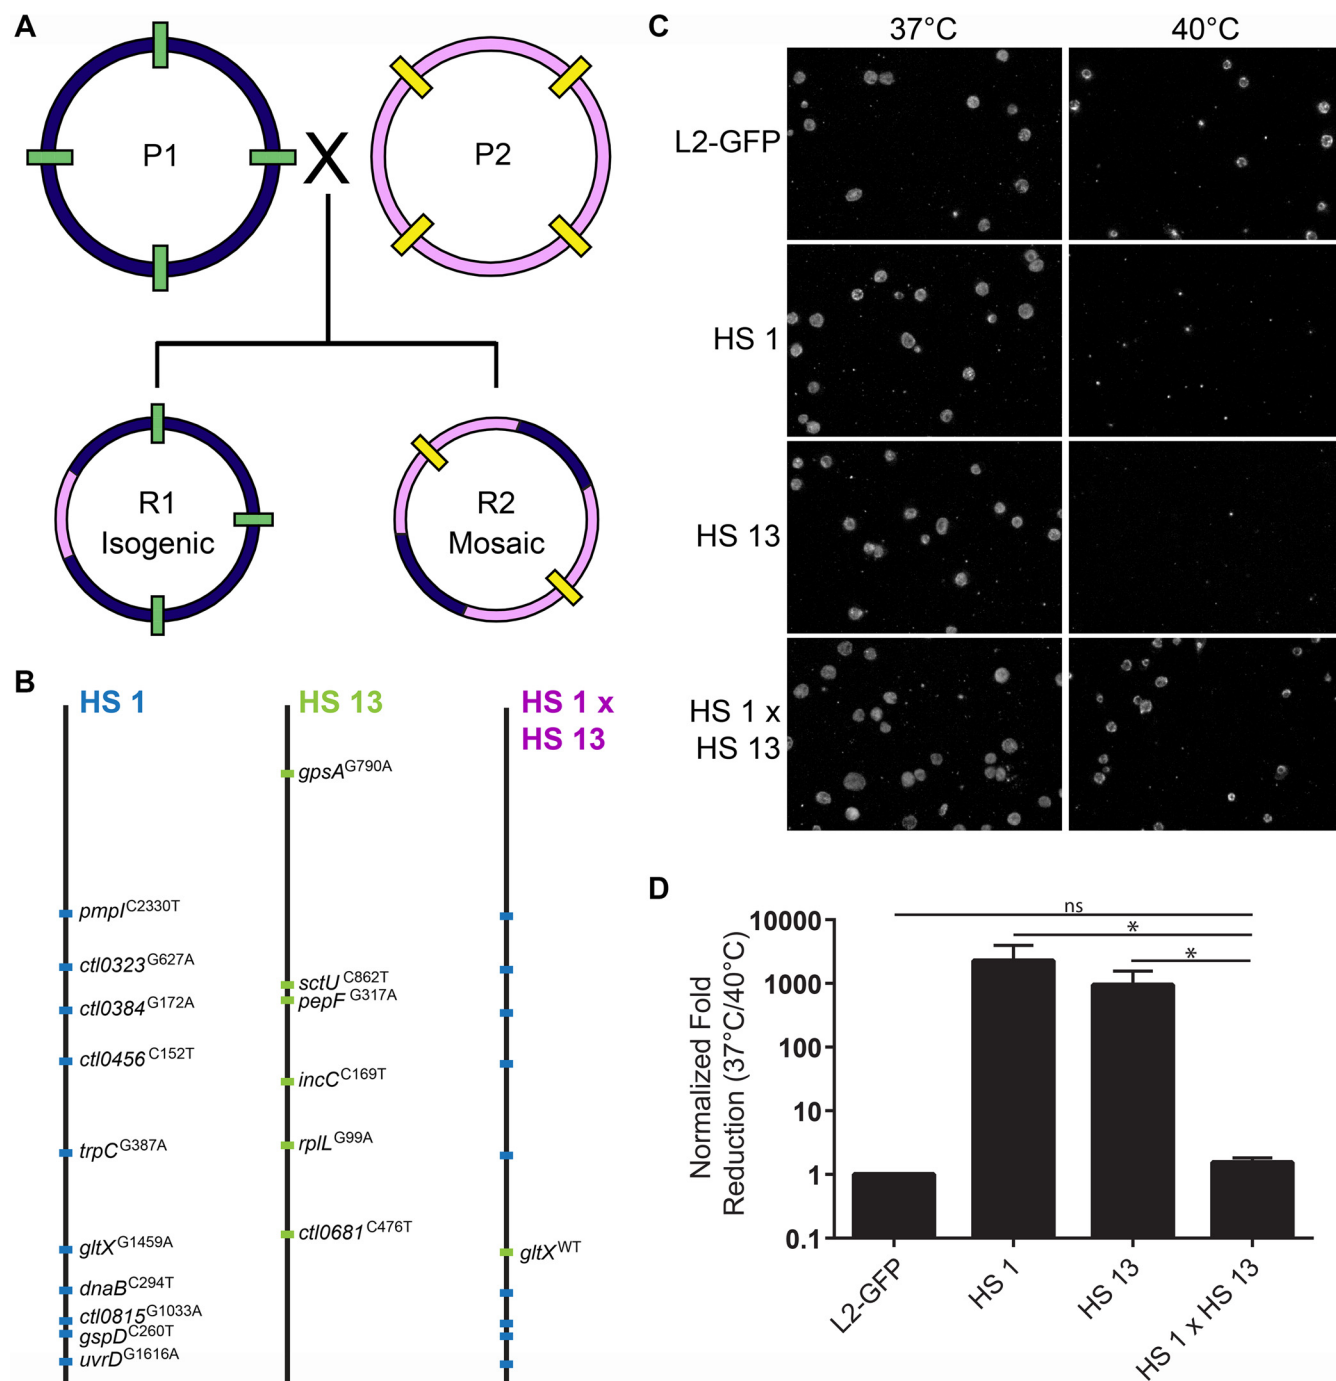 A
P1
X
P2
R1
Isogenic
R2
Mosaic
B
HS 1
pmpI C2330T
ctl0323 G627A
ctl0384 G172A
ctl0456 C152T
trpC G387A
gltX G1459A
dnaB C294T
ctl0815 G1033A
gspD C260T
uvrD G1616A
HS 13
gpsA G790A
sctU C862T
pepF G317A
incC C169T
rplL G99A
ctl0681 C476T
HS 1 x
HS 13
gltX WT
C
37°C 40°C
L2-GFP
HS 1
HS 13
HS 1 x
HS 13
D
Normalized Fold
Reduction (37°C/40°C)
10000
1000
100
10
1
0.1
ns
*
*
L2-GFP
HS 1
HS 13
HS 1 x HS 13